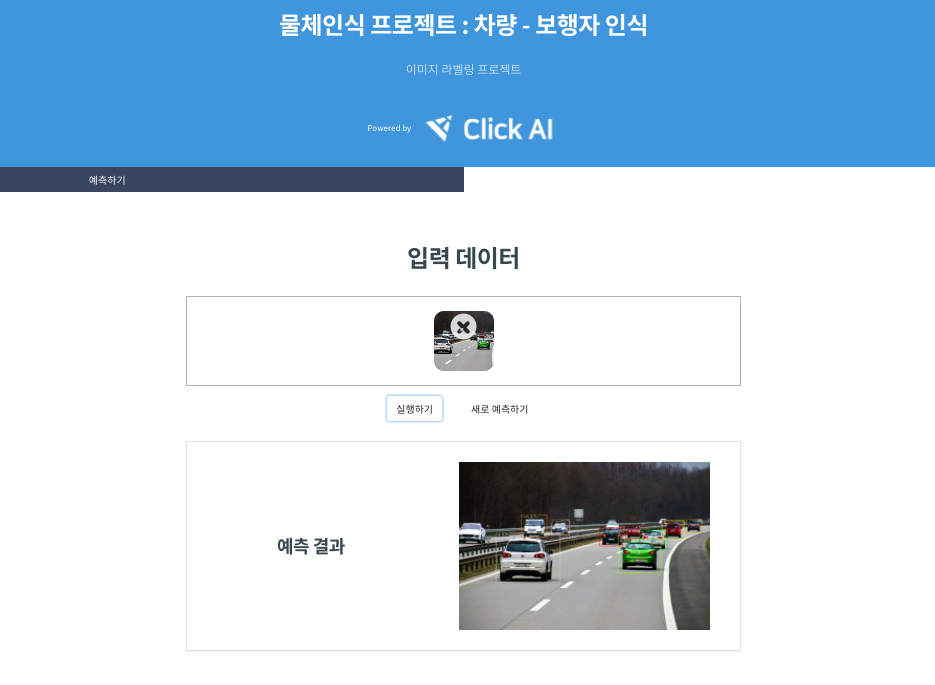 물체인식 프로젝트 : 차량 - 보행자 인식
이미지 라벨링 프로젝트
Powered by Click AI
예측하기
입력 데이터
실행하기 새로 예측하기
예측 결과